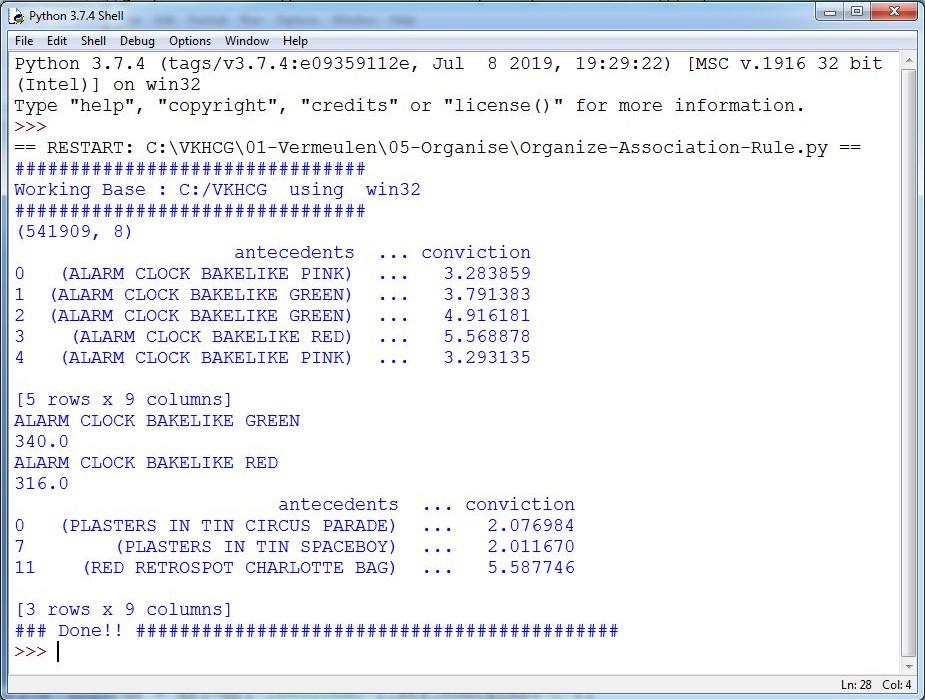 Python 3.7.4 Shell
File Edit Shell Debug Options Window Help
Python 3.7.4 (tags/v3.7.4:e09359112e, Jul  8 2019, 19:29:22) [MSC v.1916 32 bit
(Intel)] on win32
Type "help", "copyright", "credits" or "license()" for more information.
>>>
== RESTART: C:\VKHCG\01-Vermeulen\05-Organise\Organize-Association-Rule.py ==
################################
Working Base : C:/VKHCG  using  win32
################################
(541909, 8)
                    antecedents  ... conviction
0    (ALARM CLOCK BAKELIKE PINK)  ...   3.283859
1   (ALARM CLOCK BAKELIKE GREEN)  ...   3.791383
2   (ALARM CLOCK BAKELIKE GREEN)  ...   4.916181
3     (ALARM CLOCK BAKELIKE RED)  ...   5.568878
4    (ALARM CLOCK BAKELIKE PINK)  ...   3.293135
[5 rows x 9 columns]
ALARM CLOCK BAKELIKE GREEN
340.0
ALARM CLOCK BAKELIKE RED
316.0
                        antecedents  ... conviction
0    (PLASTERS IN TIN CIRCUS PARADE)  ...   2.076984
7         (PLASTERS IN TIN SPACEBOY)  ...   2.011670
11     (RED RETROSPOT CHARLOTTE BAG)  ...   5.587746
[3 rows x 9 columns]
### Done!! ############################################
>>>
Ln: 28 Col: 4